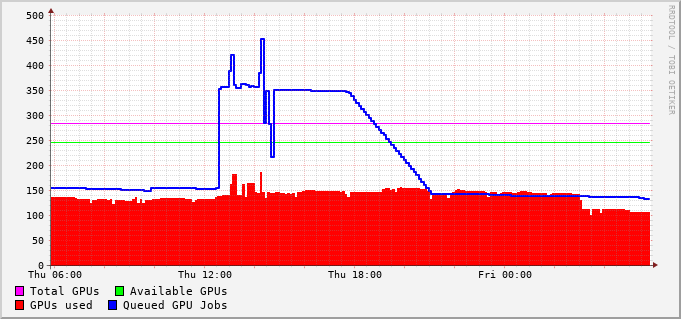 500
450
400
350
300
250
200
150
100
50
0
Thu 06:00 Thu 12:00 Thu 18:00 Fri 00:00
Total GPUs Available GPUs
GPUs used Queued GPU Jobs
RRDTOOL / TOBI OETIKER